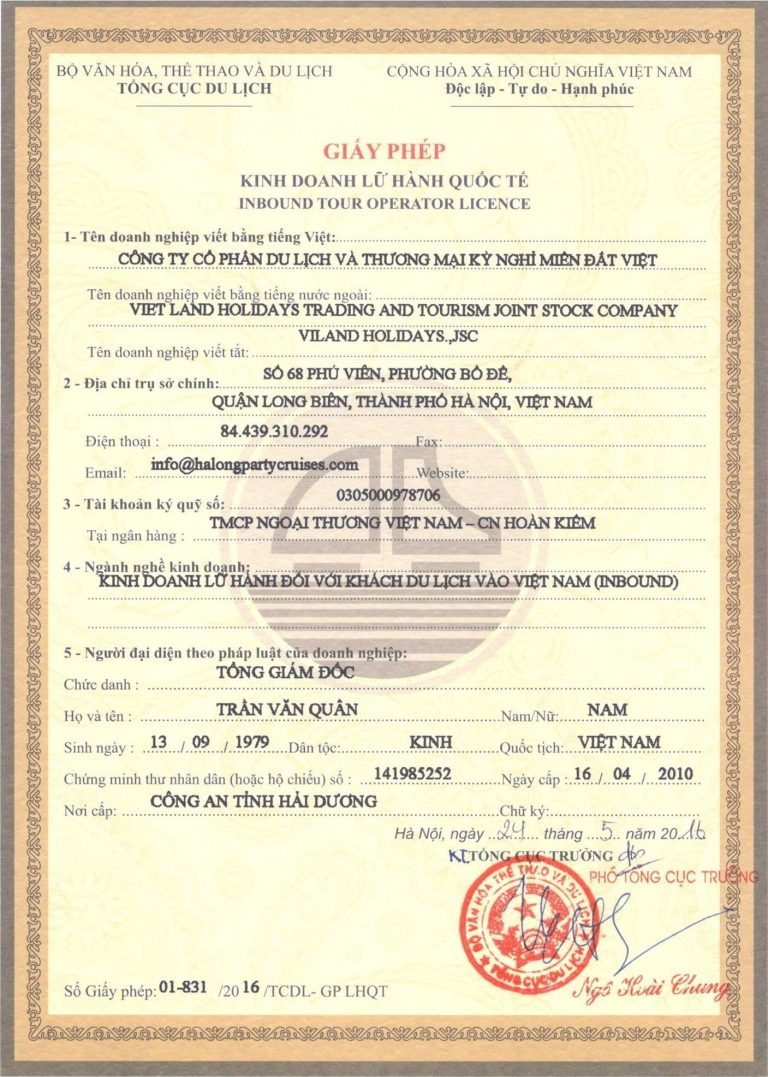 BỘ VĂN HÓA, THỂ THAO VÀ DU LỊCH
TỔNG CỤC DU LỊCH
CỘNG HÒA XÃ HỘI CHỦ NGHĨA VIỆT NAM
Độc lập - Tự do - Hạnh phúc
GIẤY PHÉP
KINH DOANH LỮ HÀNH QUỐC TẾ
INBOUND TOUR OPERATOR LICENCE
1- Tên doanh nghiệp viết bằng tiếng Việt:
CÔNG TY CỔ PHẦN DU LỊCH VÀ THƯƠNG MẠI KỲ NGHỈ MIỀN ĐẤT VIỆT
Tên doanh nghiệp viết bằng tiếng nước ngoài:
VIET LAND HOLIDAYS TRADING AND TOURISM JOINT STOCK COMPANY
VILAND HOLIDAYS.,JSC
Tên doanh nghiệp viết tắt:
SỐ 68 PHÚ VIÊN, PHƯỜNG BỒ ĐỀ,
2 - Địa chỉ trụ sở chính:
QUẬN LONG BIÊN, THÀNH PHỐ HÀ NỘI, VIỆT NAM
Điện thoại : 84.439.310.292 Fax:
Email: info@halongpartycruises.com Website:
3 - Tài khoản ký quỹ số: 0305000978706
Tại ngân hàng : TMCP NGOẠI THƯƠNG VIỆT NAM – CN HOÀN KIẾM
4 - Ngành nghề kinh doanh:
KINH DOANH LỮ HÀNH ĐỐI VỚI KHÁCH DU LỊCH VÀO VIỆT NAM (INBOUND)
5 - Người đại diện theo pháp luật của doanh nghiệp:
Chức danh : TỔNG GIÁM ĐỐC
Họ và tên : TRẦN VĂN QUÂN Nam/Nữ: NAM
Sinh ngày : 13 / 09 / 1979 Dân tộc: KINH Quốc tịch: VIỆT NAM
Chứng minh thư nhân dân (hoặc hộ chiếu) số : 141985252 Ngày cấp : 16 / 04 / 2010
Nơi cấp: CÔNG AN TỈNH HẢI DƯƠNG Chữ ký:
Hà Nội, ngày 24 tháng 5 năm 2016
KT TỔNG CỤC TRƯỞNG
PHÓ TỔNG CỤC TRƯỞNG
BỘ VĂN HÓA THỂ THAO VÀ DU LỊCH
TỔNG CỤC DU LỊCH
Ngô Hoài Chung
Số Giấy phép: 01-831 /2016 /TCDL- GP LHQT